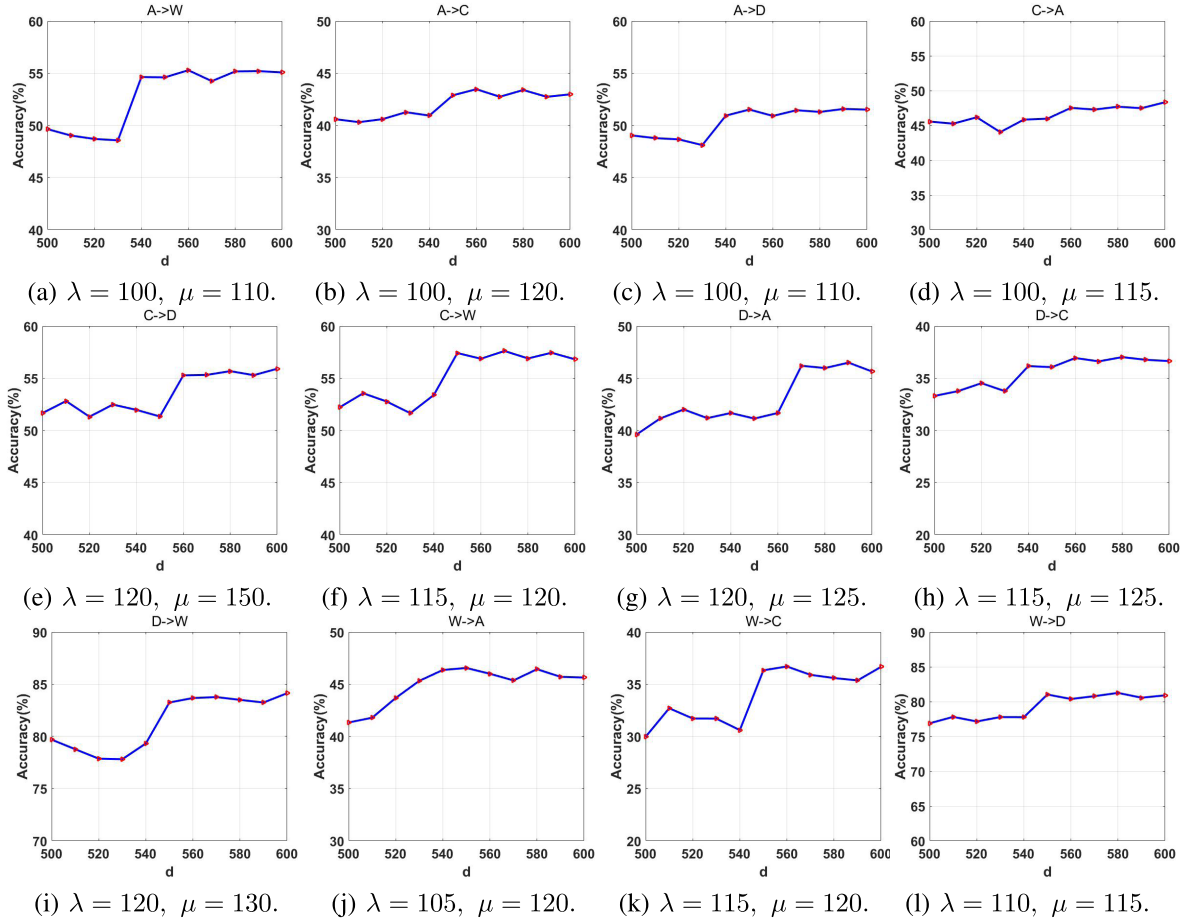 A->W
60
55
50
45
40
Accuracy(%)
500 520 540 560 580 600
d
(a) λ = 100, μ = 110.
A->C
50
45
40
35
30
Accuracy(%)
500 520 540 560 580 600
d
(b) λ = 100, μ = 120.
A->D
60
55
50
45
40
Accuracy(%)
500 520 540 560 580 600
d
(c) λ = 100, μ = 110.
C->A
60
55
50
45
40
35
30
Accuracy(%)
500 520 540 560 580 600
d
(d) λ = 100, μ = 115.
C->D
60
55
50
45
40
Accuracy(%)
500 520 540 560 580 600
d
(e) λ = 120, μ = 150.
C->W
60
55
50
45
40
Accuracy(%)
500 520 540 560 580 600
d
(f) λ = 115, μ = 120.
D->A
50
45
40
35
30
Accuracy(%)
500 520 540 560 580 600
d
(g) λ = 120, μ = 125.
D->C
40
35
30
25
20
Accuracy(%)
500 520 540 560 580 600
d
(h) λ = 115, μ = 125.
D->W
90
85
80
75
70
Accuracy(%)
500 520 540 560 580 600
d
(i) λ = 120, μ = 130.
W->A
50
45
40
35
30
Accuracy(%)
500 520 540 560 580 600
d
(j) λ = 105, μ = 120.
W->C
40
35
30
25
20
Accuracy(%)
500 520 540 560 580 600
d
(k) λ = 115, μ = 120.
W->D
90
85
80
75
70
65
60
Accuracy(%)
500 520 540 560 580 600
d
(l) λ = 110, μ = 115.